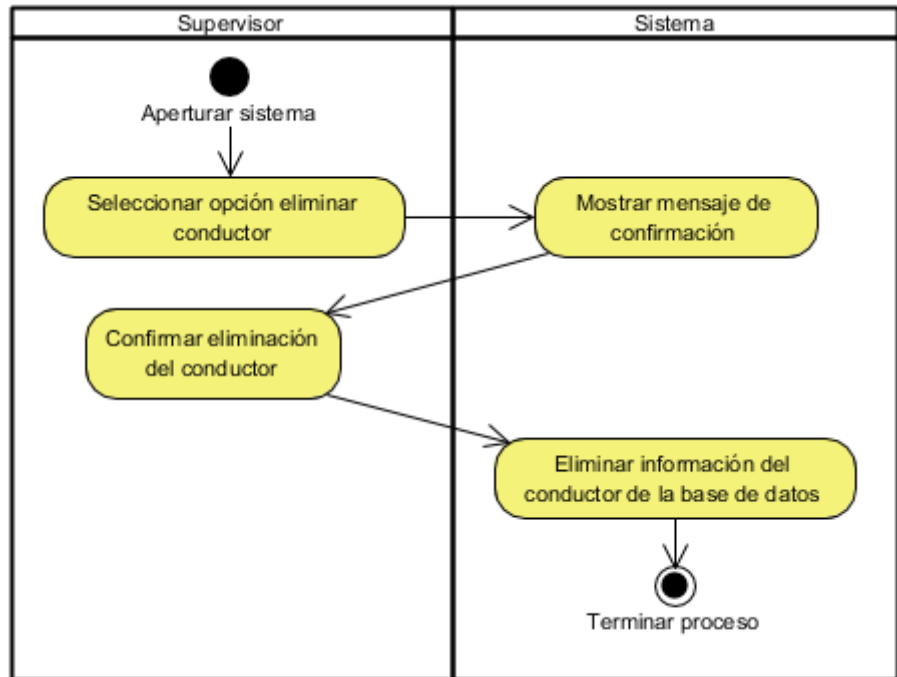 Supervisor
Sistema
Aperturar sistema
Seleccionar opción eliminar
conductor
Mostrar mensaje de
confirmación
Confirmar eliminación
del conductor
Eliminar información del
conductor de la base de datos
Terminar proceso